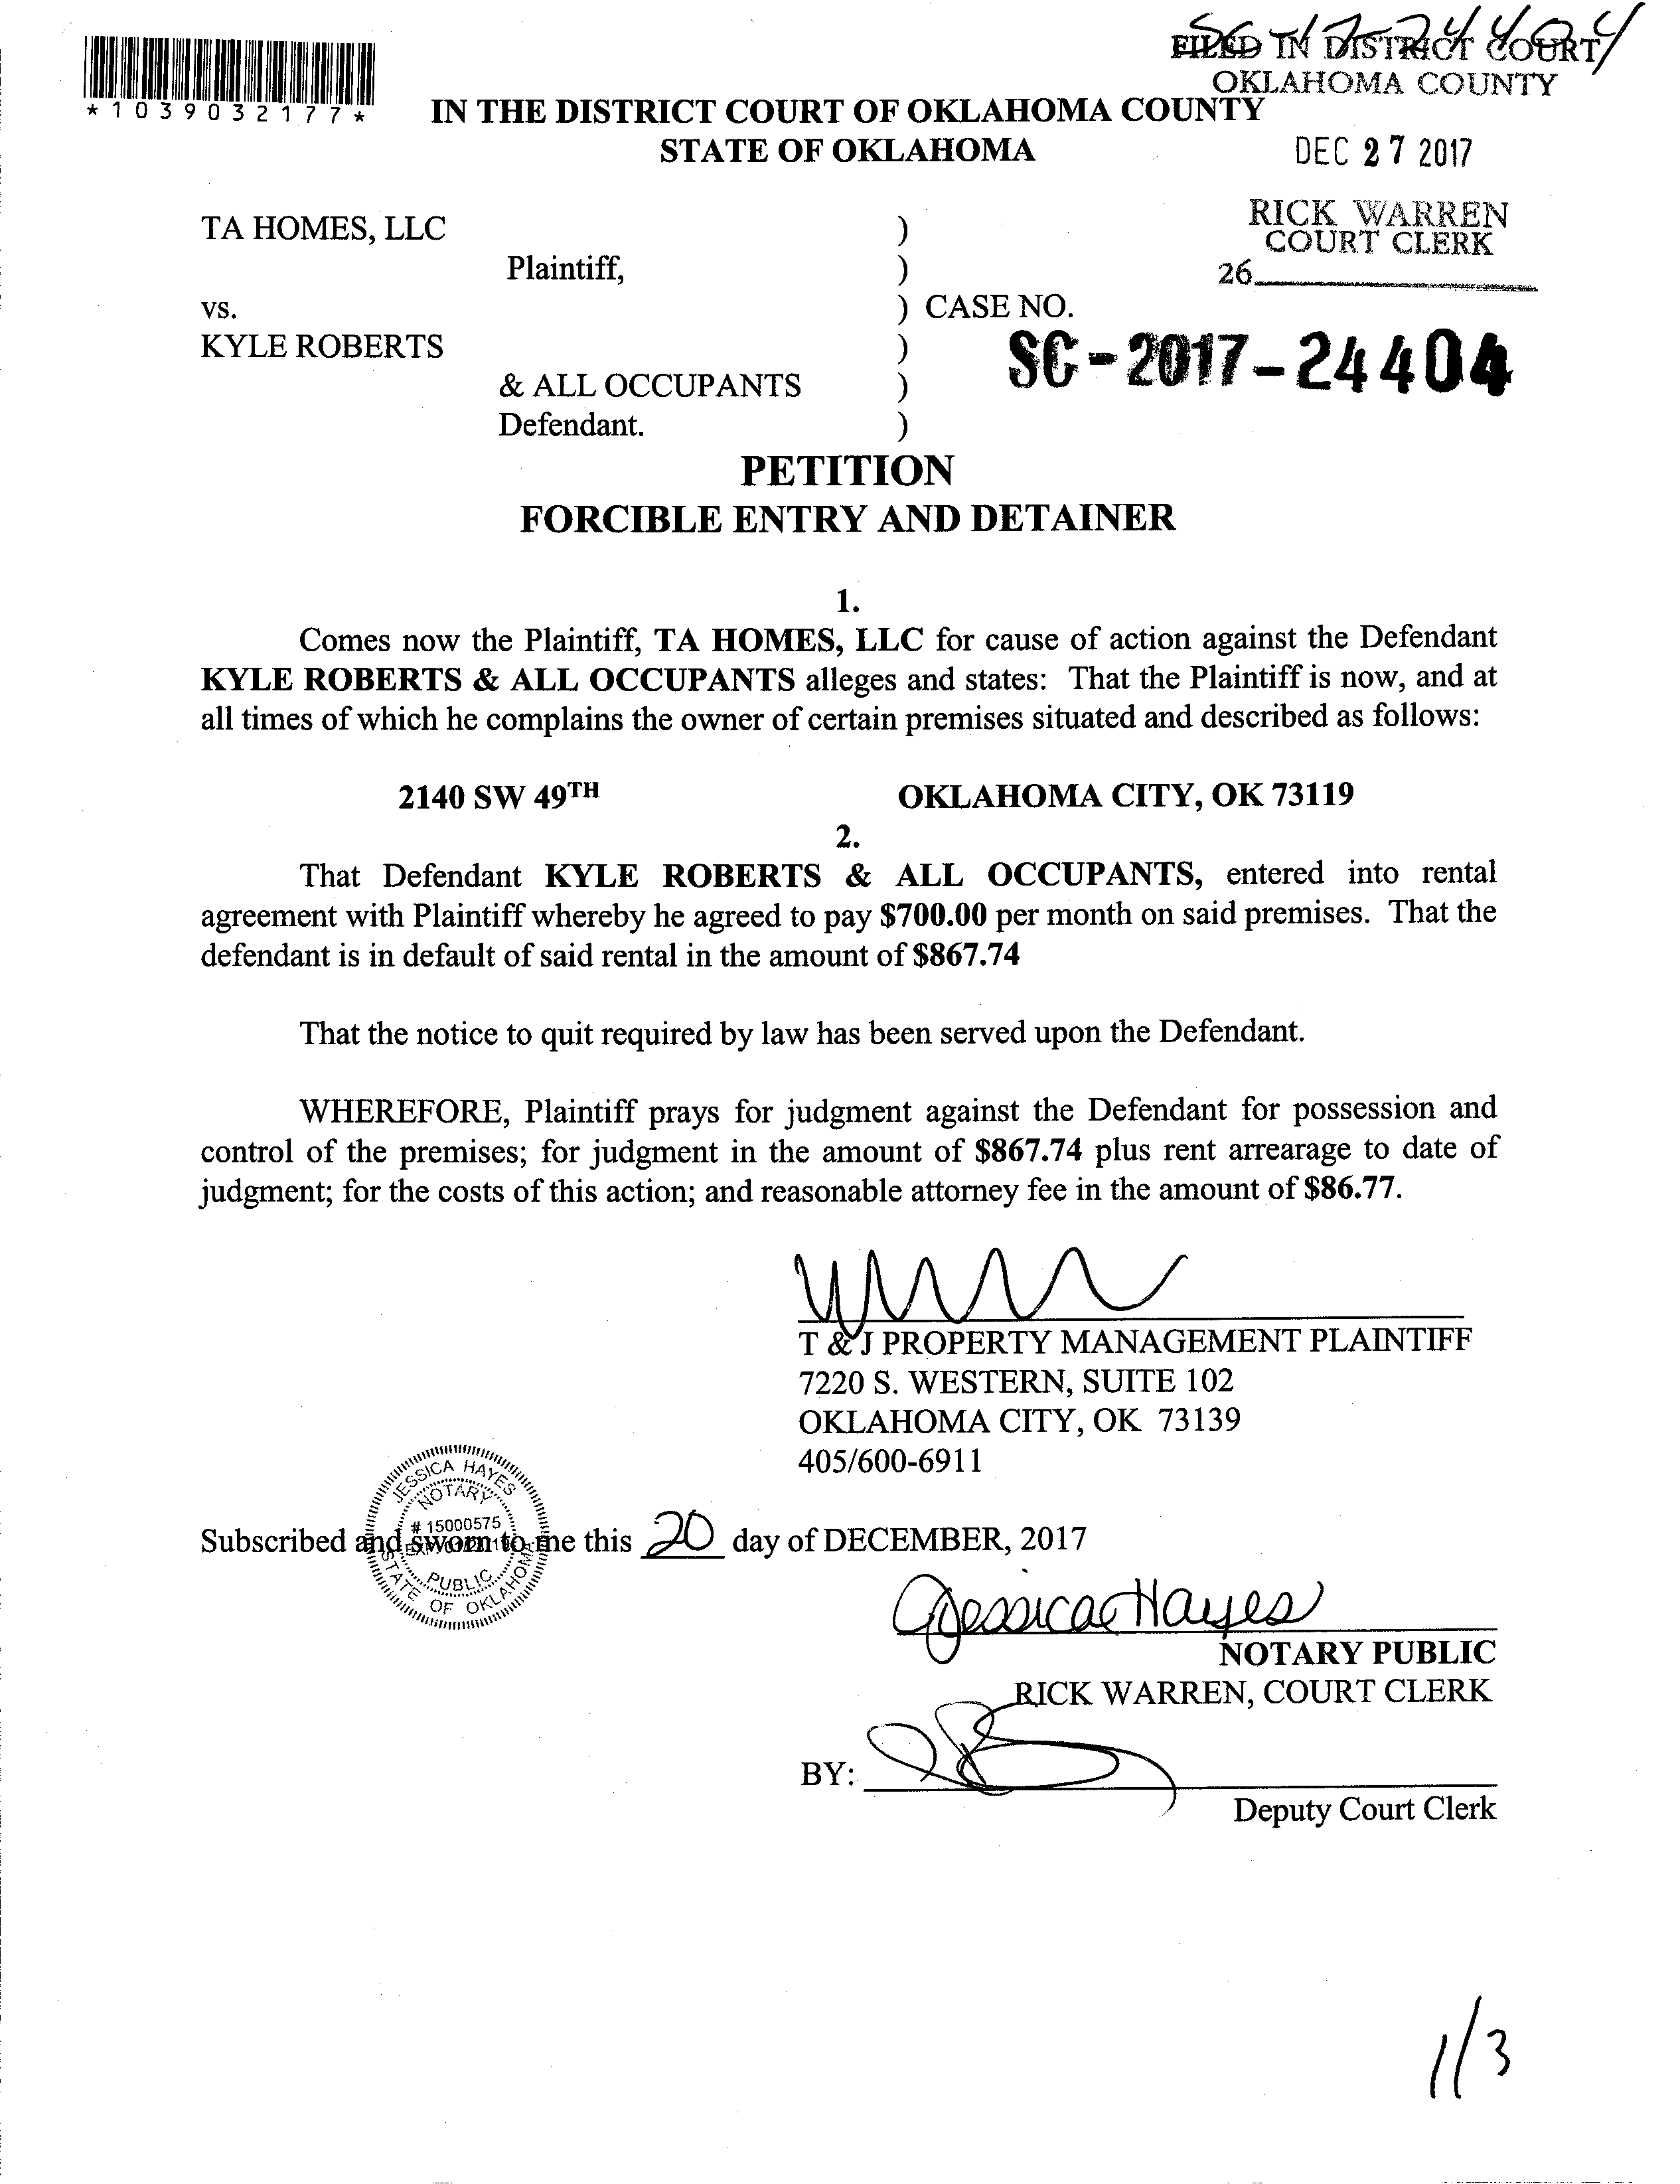 SC-17-24404
FILED IN DISTRICT COURT
OKLAHOMA COUNTY
*1039032177*
IN THE DISTRICT COURT OF OKLAHOMA COUNTY
STATE OF OKLAHOMA
DEC 27 2017
RICK WARREN
COURT CLERK
26
TA HOMES, LLC )
Plaintiff, )
vs. ) CASE NO.
KYLE ROBERTS )
SC-2017-24404
& ALL OCCUPANTS )
Defendant. )
PETITION
FORCIBLE ENTRY AND DETAINER
1.
Comes now the Plaintiff, TA HOMES, LLC for cause of action against the Defendant
KYLE ROBERTS & ALL OCCUPANTS alleges and states: That the Plaintiff is now, and at
all times of which he complains the owner of certain premises situated and described as follows:
2140 SW 49TH OKLAHOMA CITY, OK 73119
2.
That Defendant KYLE ROBERTS & ALL OCCUPANTS, entered into rental
agreement with Plaintiff whereby he agreed to pay $700.00 per month on said premises. That the
defendant is in default of said rental in the amount of $867.74
That the notice to quit required by law has been served upon the Defendant.
WHEREFORE, Plaintiff prays for judgment against the Defendant for possession and
control of the premises; for judgment in the amount of $867.74 plus rent arrearage to date of
judgment; for the costs of this action; and reasonable attorney fee in the amount of $86.77.
T & J PROPERTY MANAGEMENT PLAINTIFF
7220 S. WESTERN, SUITE 102
OKLAHOMA CITY, OK 73139
405/600-6911
JESSICA HAYES
NOTARY
# 15000575
PUBLIC
STATE OF OKLAHOMA
Subscribed and sworn to me this 20 day of DECEMBER, 2017
Jessica Hayes
NOTARY PUBLIC
RICK WARREN, COURT CLERK
BY:
Deputy Court Clerk
1/3